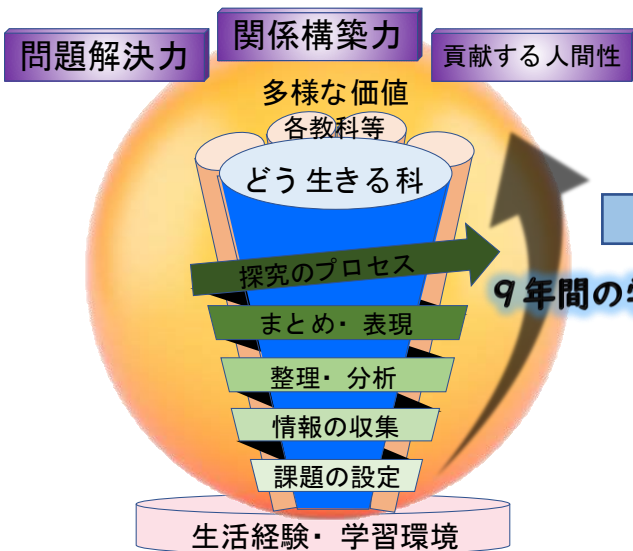 問題解決力
関係構築力
貢献する人間性
多様な価値
各教科等
どう生きる科
探究のプロセス
9年間の
まとめ・表現
整理・分析
情報の収集
課題の設定
生活経験・学習環境